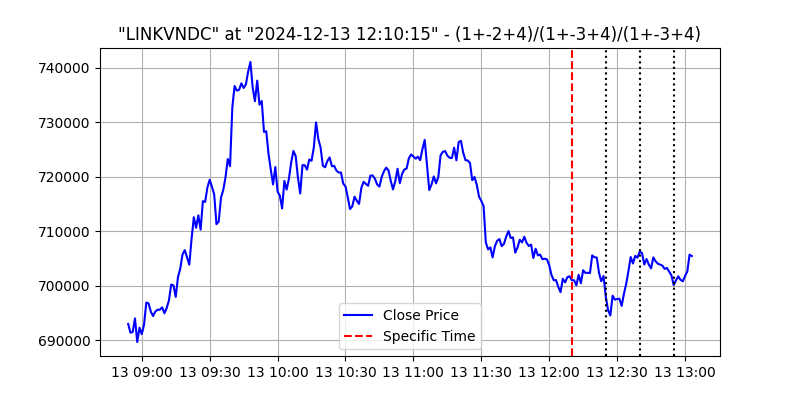 "LINKVNDC" at "2024-12-13 12:10:15" - (1+-2+4)/(1+-3+4)/(1+-3+4)
740000
730000
720000
710000
700000
690000
Close Price
Specific Time
13 09:00 13 09:30 13 10:00 13 10:30 13 11:00 13 11:30 13 12:00 13 12:30 13 13:00